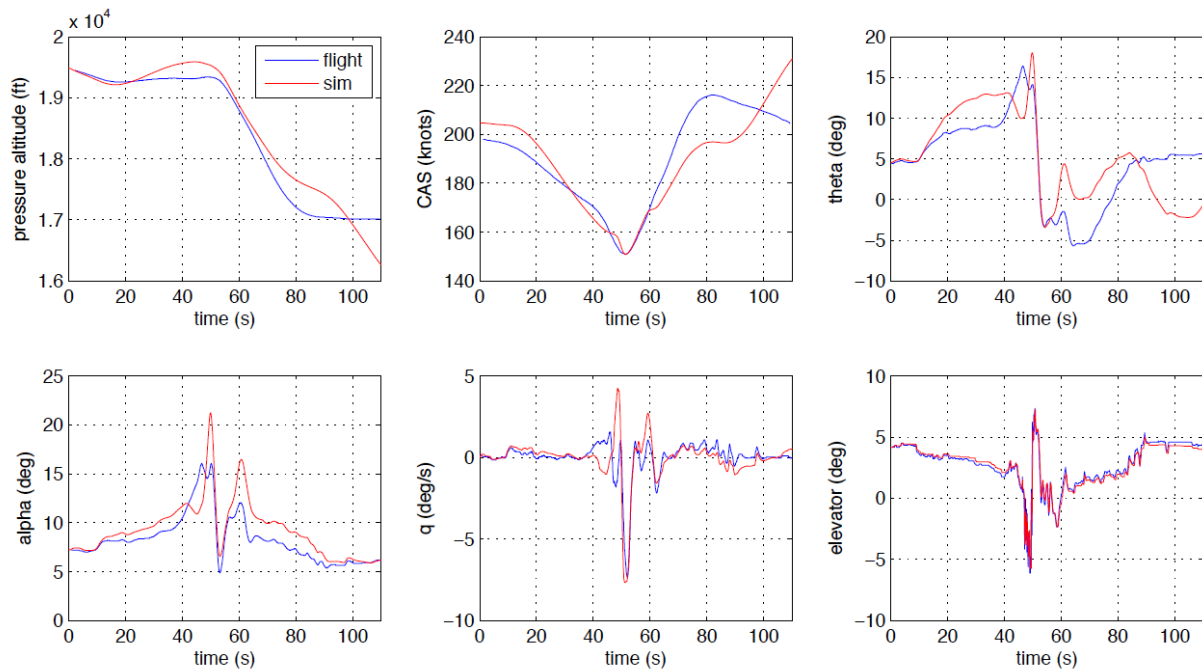 x 10⁴
2
1.9
1.8
1.7
1.6
0 20 40 60 80 100
pressure altitude (ft)
time (s)
flight
sim
240
220
200
180
160
140
0 20 40 60 80 100
CAS (knots)
time (s)
20
15
10
5
0
−5
−10
0 20 40 60 80 100
theta (deg)
time (s)
25
20
15
10
5
0
0 20 40 60 80 100
alpha (deg)
time (s)
5
0
−5
−10
0 20 40 60 80 100
q (deg/s)
time (s)
10
5
0
−5
−10
0 20 40 60 80 100
elevator (deg)
time (s)